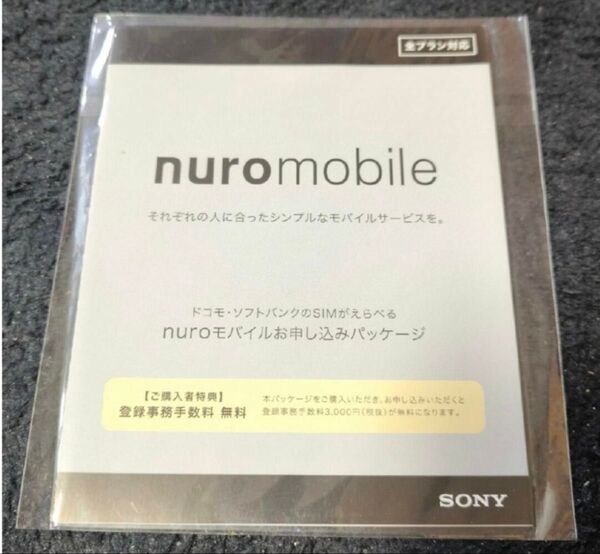 全プラン対応
nuromobile
それぞれの人に合ったシンプルなモバイルサービスを。
ドコモ・ソフトバンクのSIMがえらべる
nuroモバイルお申し込みパッケージ
【ご購入者特典】
登録事務手数料 無料
本パッケージをご購入いただき、お申し込みいただくと
登録事務手数料3,000円(税抜)が無料になります。
SONY